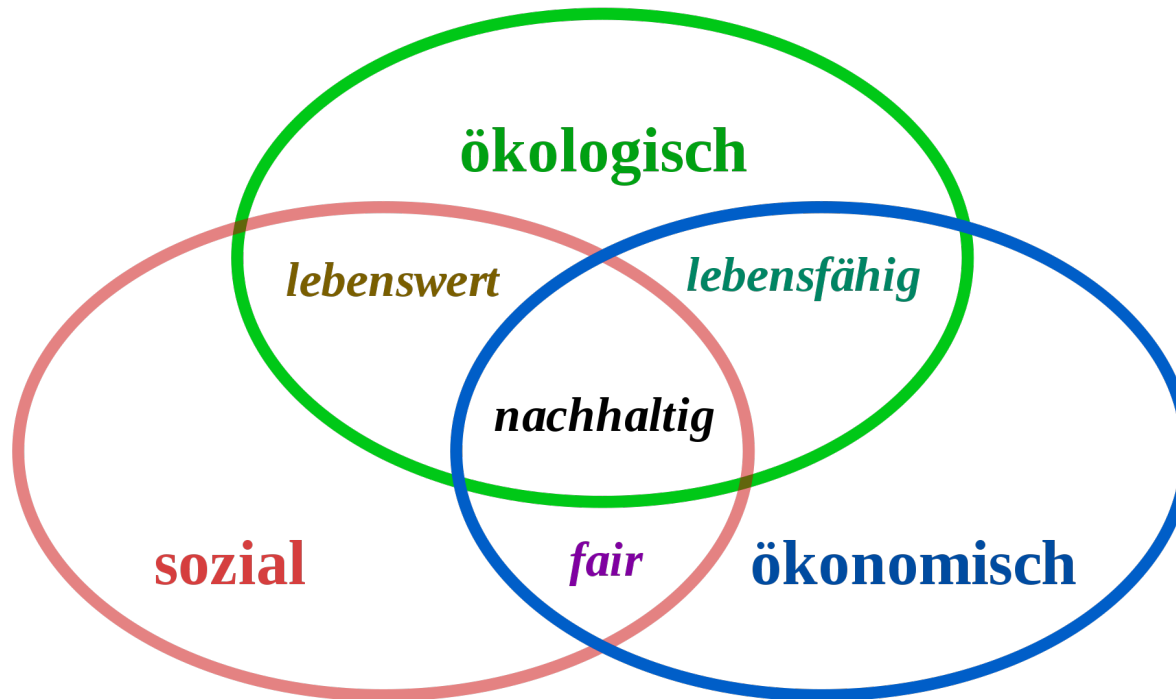 ökologisch
lebenswert
lebensfähig
nachhaltig
sozial
fair
ökonomisch